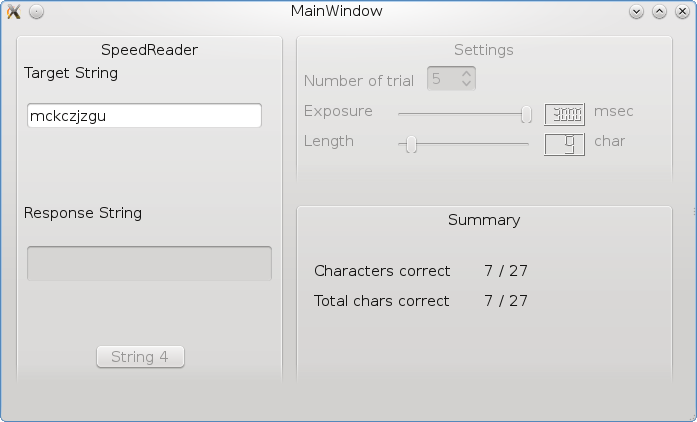 MainWindow
SpeedReader
Target String
mckczjzgu
Response String
String 4
Settings
Number of trial 5
Exposure 3000 msec
Length 9 char
Summary
Characters correct 7 / 27
Total chars correct 7 / 27